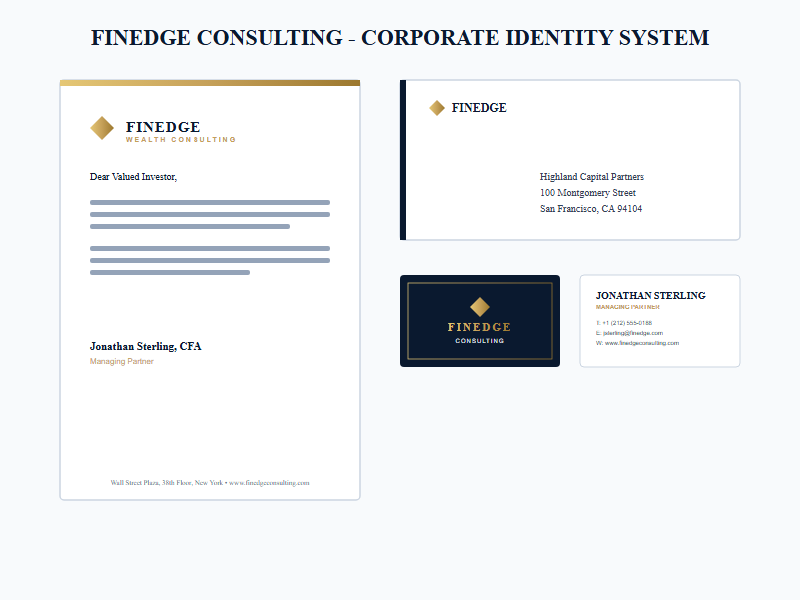 FINEDGE CONSULTING - CORPORATE IDENTITY SYSTEM
FINEDGE
WEALTH CONSULTING
Dear Valued Investor,
Jonathan Sterling, CFA
Managing Partner
Wall Street Plaza, 38th Floor, New York • www.finedgeconsulting.com
FINEDGE
Highland Capital Partners
100 Montgomery Street
San Francisco, CA 94104
FINEDGE
CONSULTING
JONATHAN STERLING
MANAGING PARTNER
T: +1 (212) 555-0188
E: jsterling@finedge.com
W: www.finedgeconsulting.com